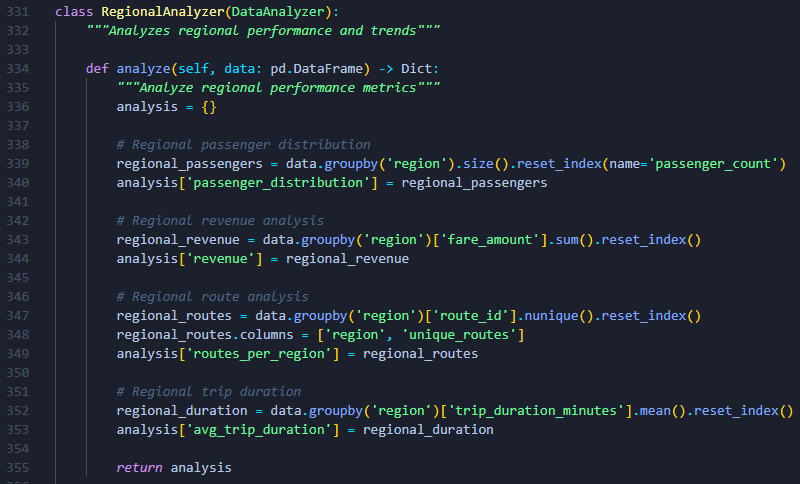 331 class RegionalAnalyzer(DataAnalyzer):
332     """Analyzes regional performance and trends"""
333
334     def analyze(self, data: pd.DataFrame) -> Dict:
335         """Analyze regional performance metrics"""
336         analysis = {}
337
338         # Regional passenger distribution
339         regional_passengers = data.groupby('region').size().reset_index(name='passenger_count')
340         analysis['passenger_distribution'] = regional_passengers
341
342         # Regional revenue analysis
343         regional_revenue = data.groupby('region')['fare_amount'].sum().reset_index()
344         analysis['revenue'] = regional_revenue
345
346         # Regional route analysis
347         regional_routes = data.groupby('region')['route_id'].nunique().reset_index()
348         regional_routes.columns = ['region', 'unique_routes']
349         analysis['routes_per_region'] = regional_routes
350
351         # Regional trip duration
352         regional_duration = data.groupby('region')['trip_duration_minutes'].mean().reset_index()
353         analysis['avg_trip_duration'] = regional_duration
354
355         return analysis